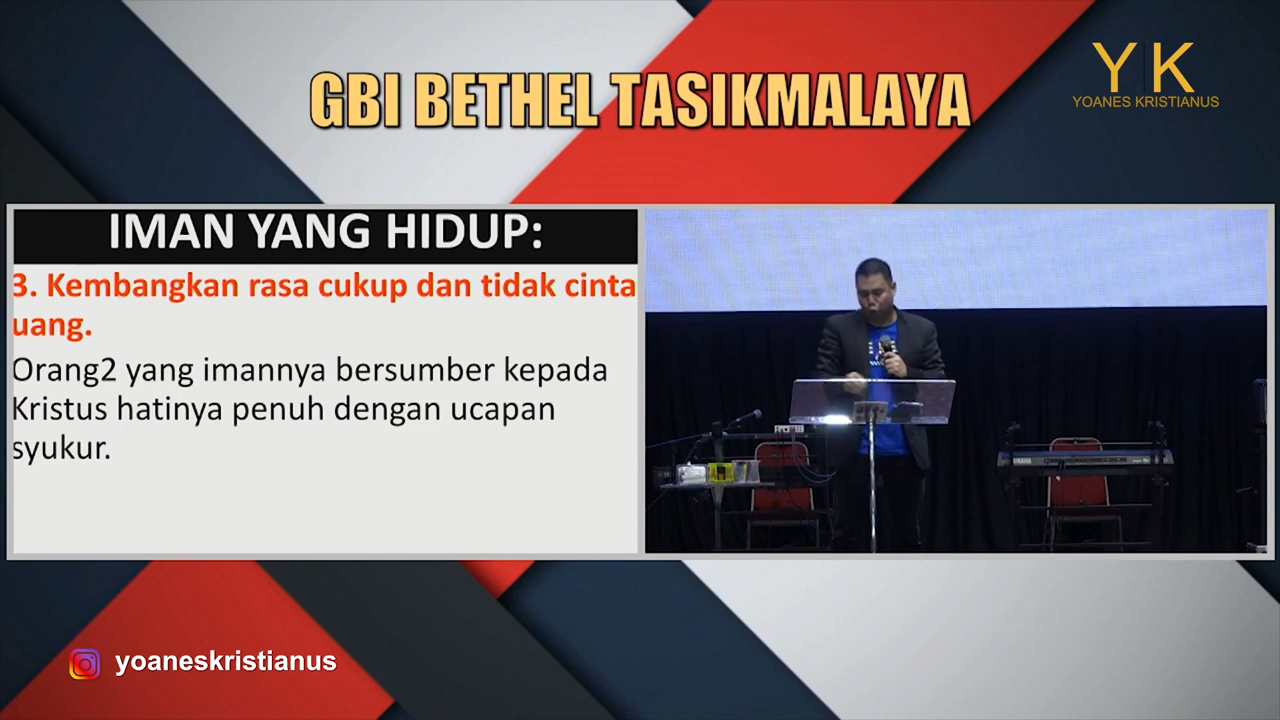 GBI BETHEL TASIKMALAYA
Y K
YOANES KRISTIANUS
IMAN YANG HIDUP:
3. Kembangkan rasa cukup dan tidak cinta
uang.
Orang2 yang imannya bersumber kepada
Kristus hatinya penuh dengan ucapan
syukur.
YAMAHA
yoaneskristianus